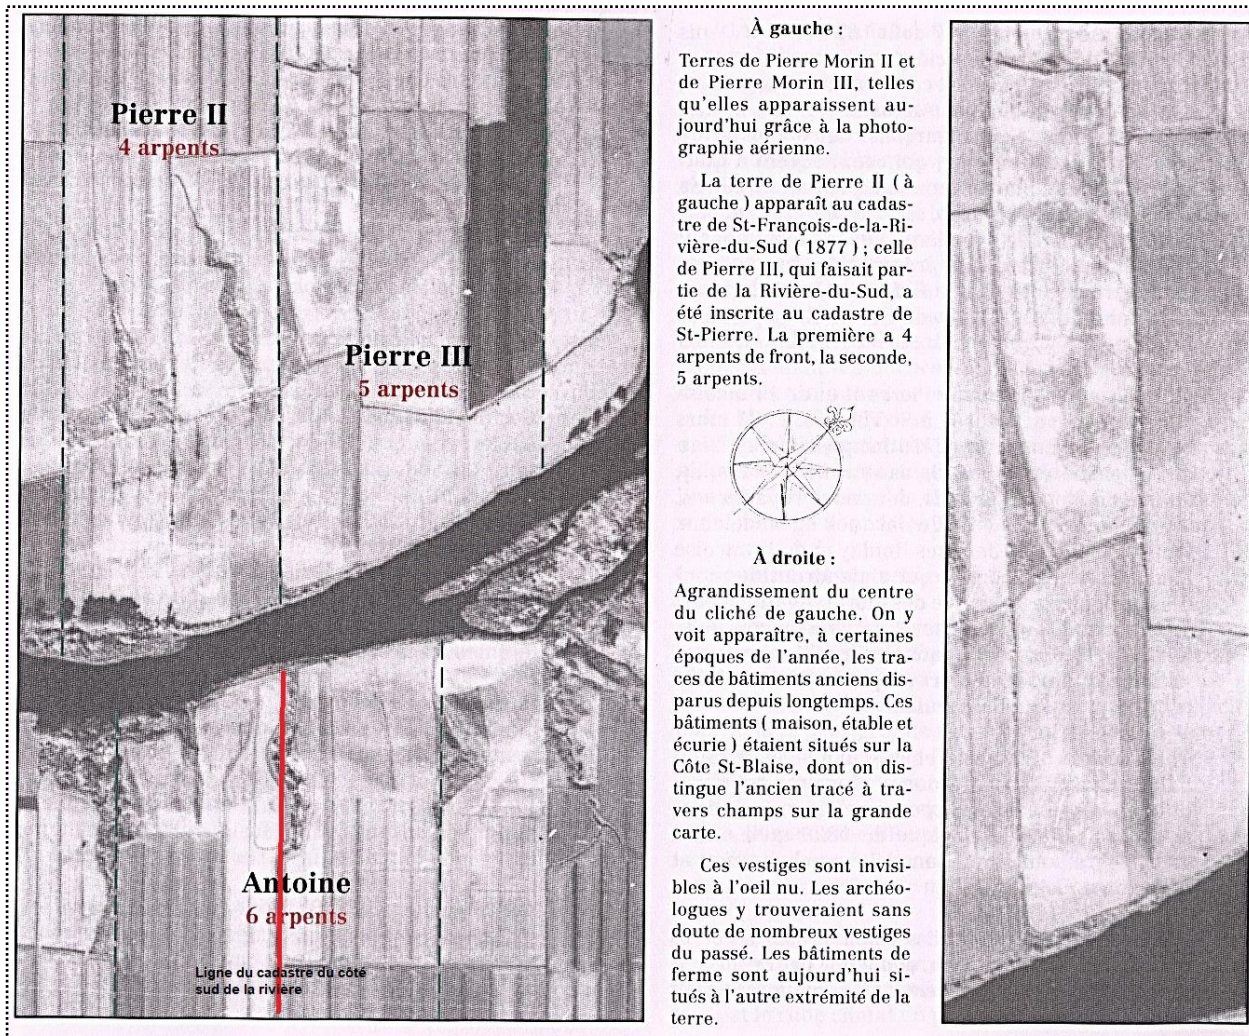 Pierre II
4 arpents
Pierre III
5 arpents
Antoine
6 arpents
Ligne du cadastre du côté
sud de la rivière
À gauche :
Terres de Pierre Morin II et
de Pierre Morin III, telles
qu'elles apparaissent au-
jourd'hui grâce à la photo-
graphie aérienne.
La terre de Pierre II ( à
gauche ) apparaît au cadas-
tre de St-François-de-la-Ri-
vière-du-Sud ( 1877 ) ; celle
de Pierre III, qui faisait par-
tie de la Rivière-du-Sud, a
été inscrite au cadastre de
St-Pierre. La première a 4
arpents de front, la seconde,
5 arpents.
À droite :
Agrandissement du centre
du cliché de gauche. On y
voit apparaître, à certaines
époques de l'année, les tra-
ces de bâtiments anciens dis-
parus depuis longtemps. Ces
bâtiments ( maison, étable et
écurie ) étaient situés sur la
Côte St-Blaise, dont on dis-
tingue l'ancien tracé à tra-
vers champs sur la grande
carte.
Ces vestiges sont invisi-
bles à l'oeil nu. Les archéo-
logues y trouveraient sans
doute de nombreux vestiges
du passé. Les bâtiments de
ferme sont aujourd'hui si-
tués à l'autre extrémité de la
terre.